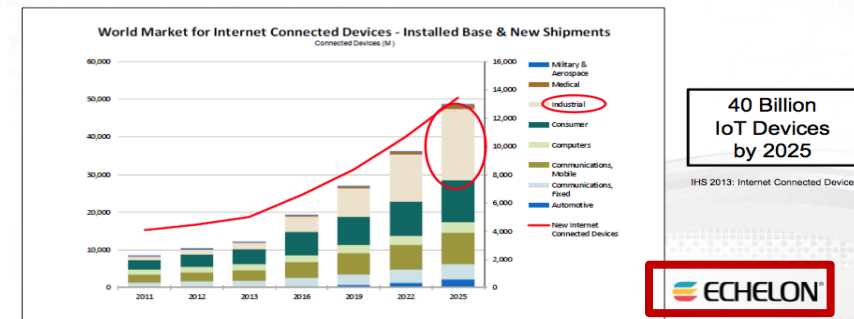 World Market for Internet Connected Devices - Installed Base & New Shipments
Connected Devices (M)
60,000
50,000
40,000
30,000
20,000
10,000
0
16,000
14,000
12,000
10,000
8,000
6,000
4,000
2,000
0
2011 2012 2013 2016 2019 2022 2025
Military &
Aerospace
Medical
Industrial
Consumer
Computers
Communications,
Mobile
Communications,
Fixed
Automotive
New Internet
Connected Devices
40 Billion
IoT Devices
by 2025
IHS 2013: Internet Connected Device
ECHELON